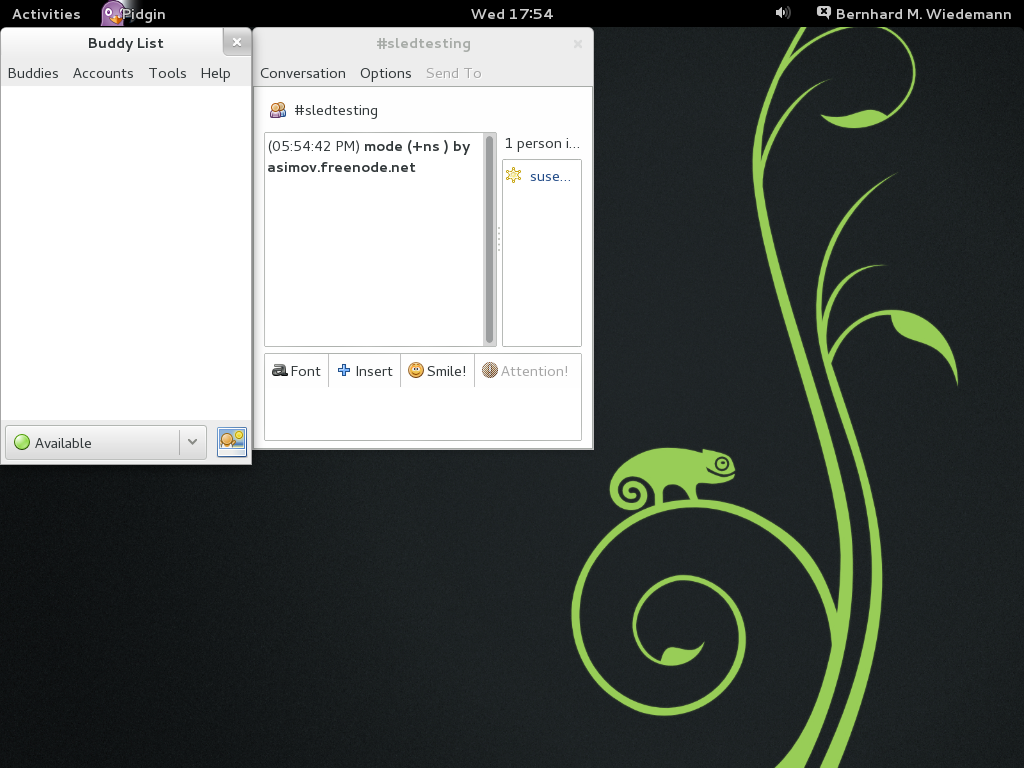 Activities Pidgin Wed 17:54 Bernhard M. Wiedemann
Buddy List
Buddies Accounts Tools Help
Available
#sledtesting
Conversation Options Send To
#sledtesting
(05:54:42 PM) mode (+ns ) by
asimov.freenode.net
1 person i...
suse...
Font Insert Smile! Attention!